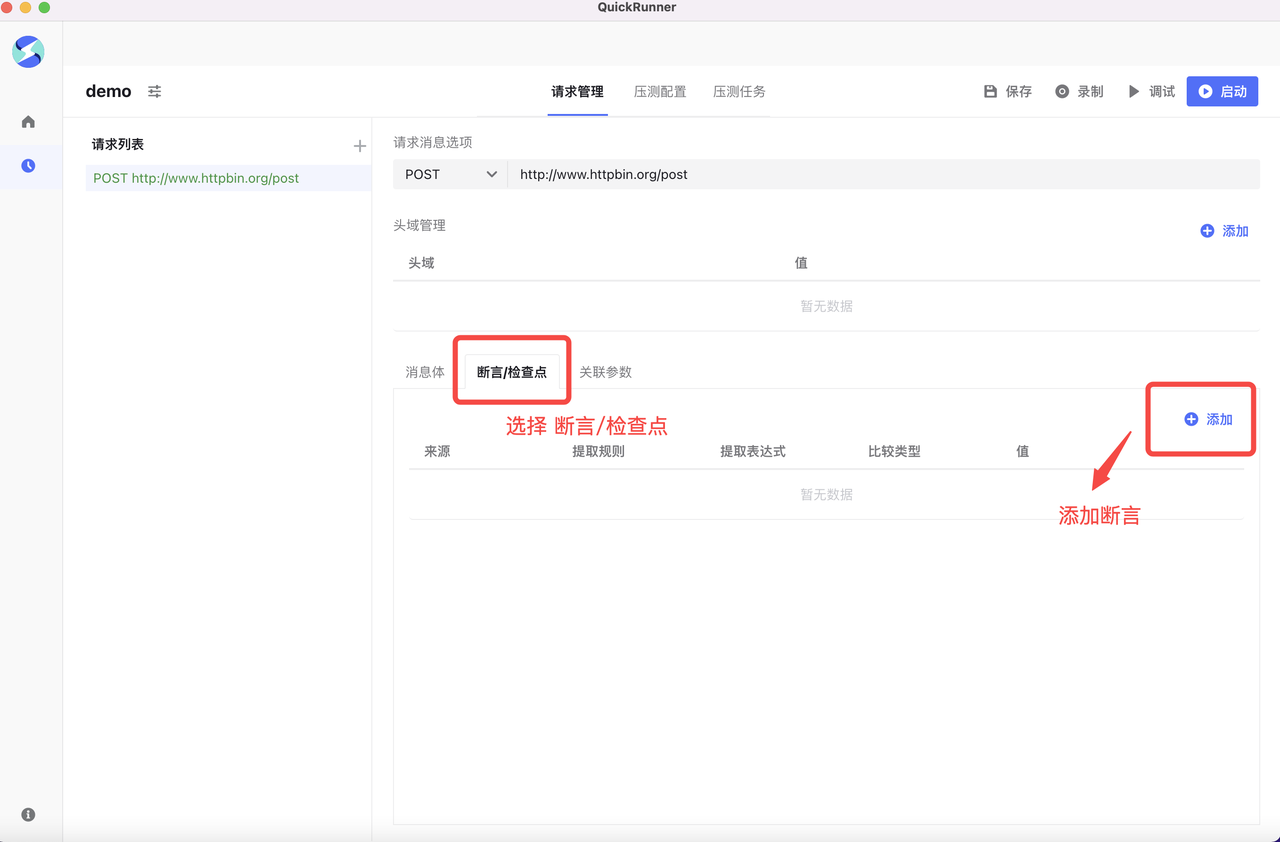 QuickRunner
demo
请求管理 压测配置 压测任务
保存 录制 调试 启动
请求列表
POST http://www.httpbin.org/post
请求消息选项
POST http://www.httpbin.org/post
头域管理
添加
头域 值
暂无数据
消息体 断言/检查点 关联参数
添加
选择 断言/检查点
来源 提取规则 提取表达式 比较类型 值
暂无数据
添加断言